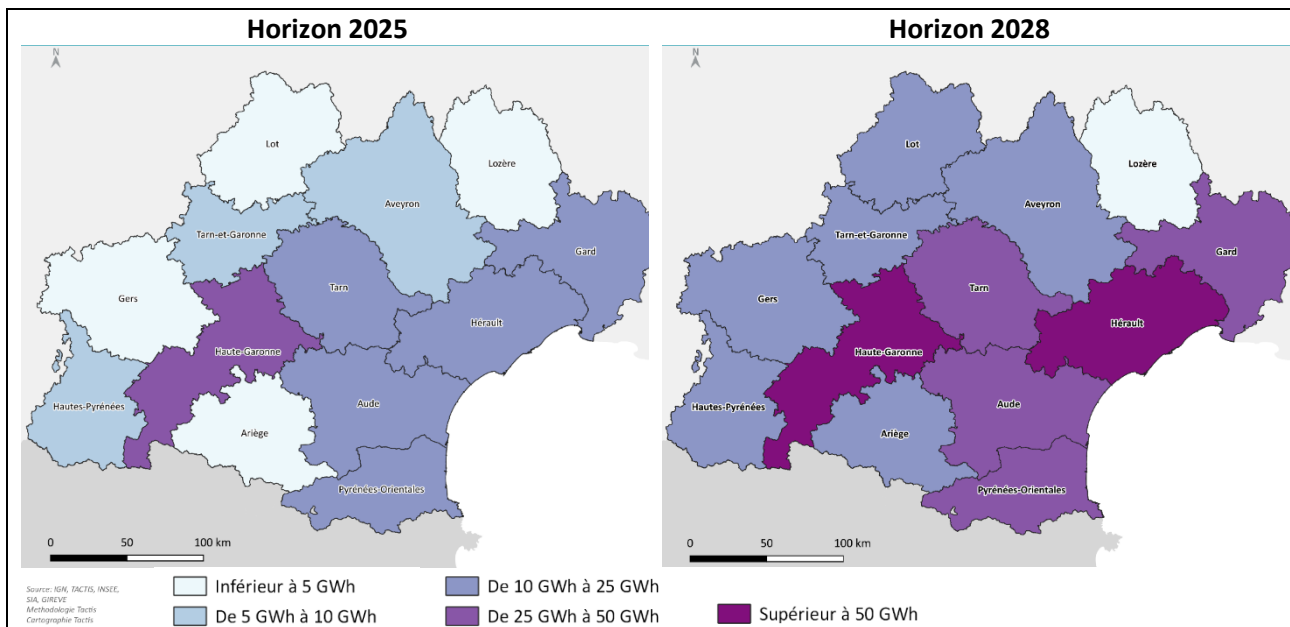 Horizon 2025
N
Lot
Lozère
Aveyron
Tarn-et-Garonne
Gard
Tarn
Gers
Hérault
Haute-Garonne
Hautes-Pyrénées
Aude
Ariège
Pyrénées-Orientales
0 50 100 km
Horizon 2028
N
Lot
Lozère
Aveyron
Tarn-et-Garonne
Gard
Tarn
Gers
Hérault
Haute-Garonne
Hautes-Pyrénées
Aude
Ariège
Pyrénées-Orientales
0 50 100 km
Source: IGN, TACTIS, INSEE,
SIA, GIREVE
Methodologie Tactis
Cartographie Tactis
Inférieur à 5 GWh
De 5 GWh à 10 GWh
De 10 GWh à 25 GWh
De 25 GWh à 50 GWh
Supérieur à 50 GWh